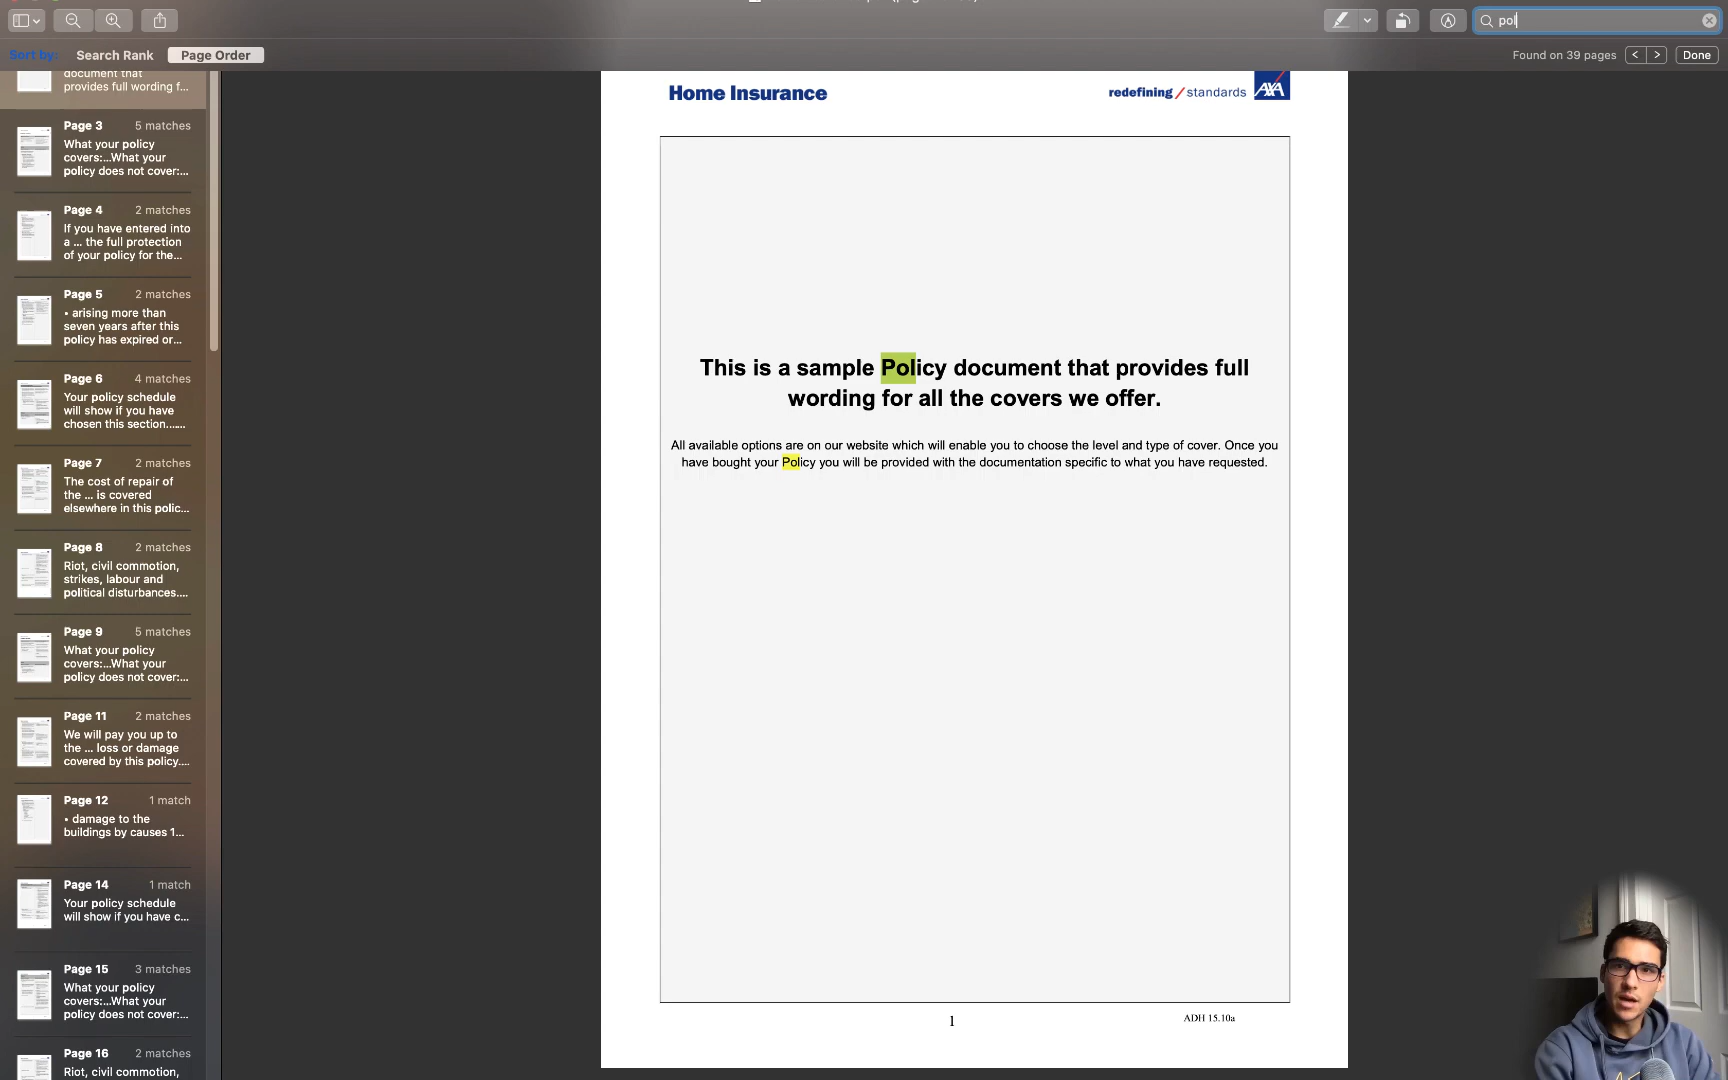 pol
Sort by:
Search Rank
Page Order
Found on 39 pages
<
>
Done
document that
provides full wording f...
Page 3
5 matches
What your policy
covers:...What your
policy does not cover:...
Page 4
2 matches
If you have entered into
a ... the full protection
of your policy for the...
Page 5
2 matches
• arising more than
seven years after this
policy has expired or...
Page 6
4 matches
Your policy schedule
will show if you have
chosen this section......
Page 7
2 matches
The cost of repair of
the ... is covered
elsewhere in this polic...
Page 8
2 matches
Riot, civil commotion,
strikes, labour and
political disturbances....
Page 9
5 matches
What your policy
covers:...What your
policy does not cover:...
Page 11
2 matches
We will pay you up to
the ... loss or damage
covered by this policy....
Page 12
1 match
• damage to the
buildings by causes 1...
Page 14
1 match
Your policy schedule
will show if you have c...
Page 15
3 matches
What your policy
covers:...What your
policy does not cover:...
Page 16
2 matches
Riot, civil commotion,
Home Insurance
redefining / standards
AXA
This is a sample Policy document that provides full
wording for all the covers we offer.
All available options are on our website which will enable you to choose the level and type of cover. Once you
have bought your Policy you will be provided with the documentation specific to what you have requested.
1
ADH 15.10a